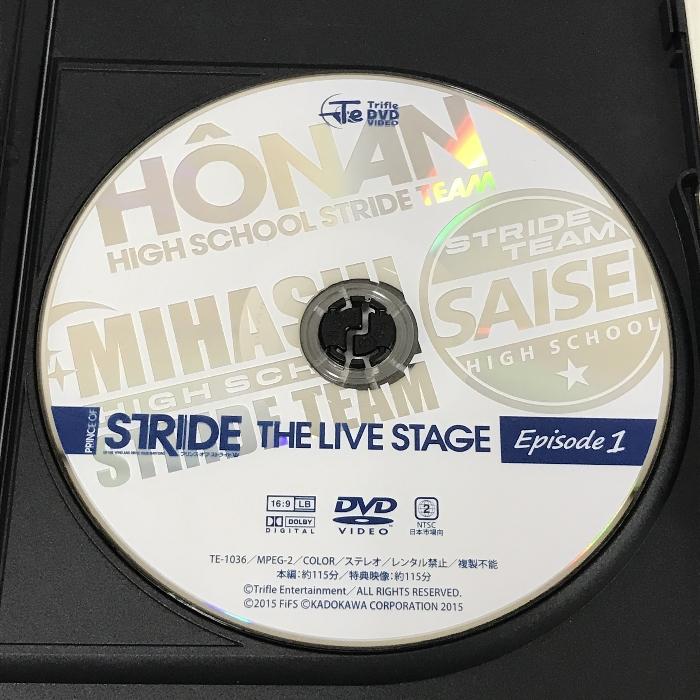 Te Trifle
DVD
VIDEO
HÔNAN
HIGH SCHOOL STRIDE TEAM
STRIDE
TEAM
SAISEI
HIGH SCHOOL
MIHASHI
HIGH SCHOOL
STRIDE TEAM
PRINCE OF
STRIDE THE LIVE STAGE Episode 1
プリンス・オブ・ストライド
16:9 LB
DOLBY
DIGITAL
DVD
VIDEO
2
NTSC
日本市場向
TE-1036/MPEG-2/COLOR/ステレオ/レンタル禁止/複製不能
本編:約115分/特典映像:約115分
©Trifle Entertainment/ALL RIGHTS RESERVED.
©2015 FiFS ©KADOKAWA CORPORATION 2015